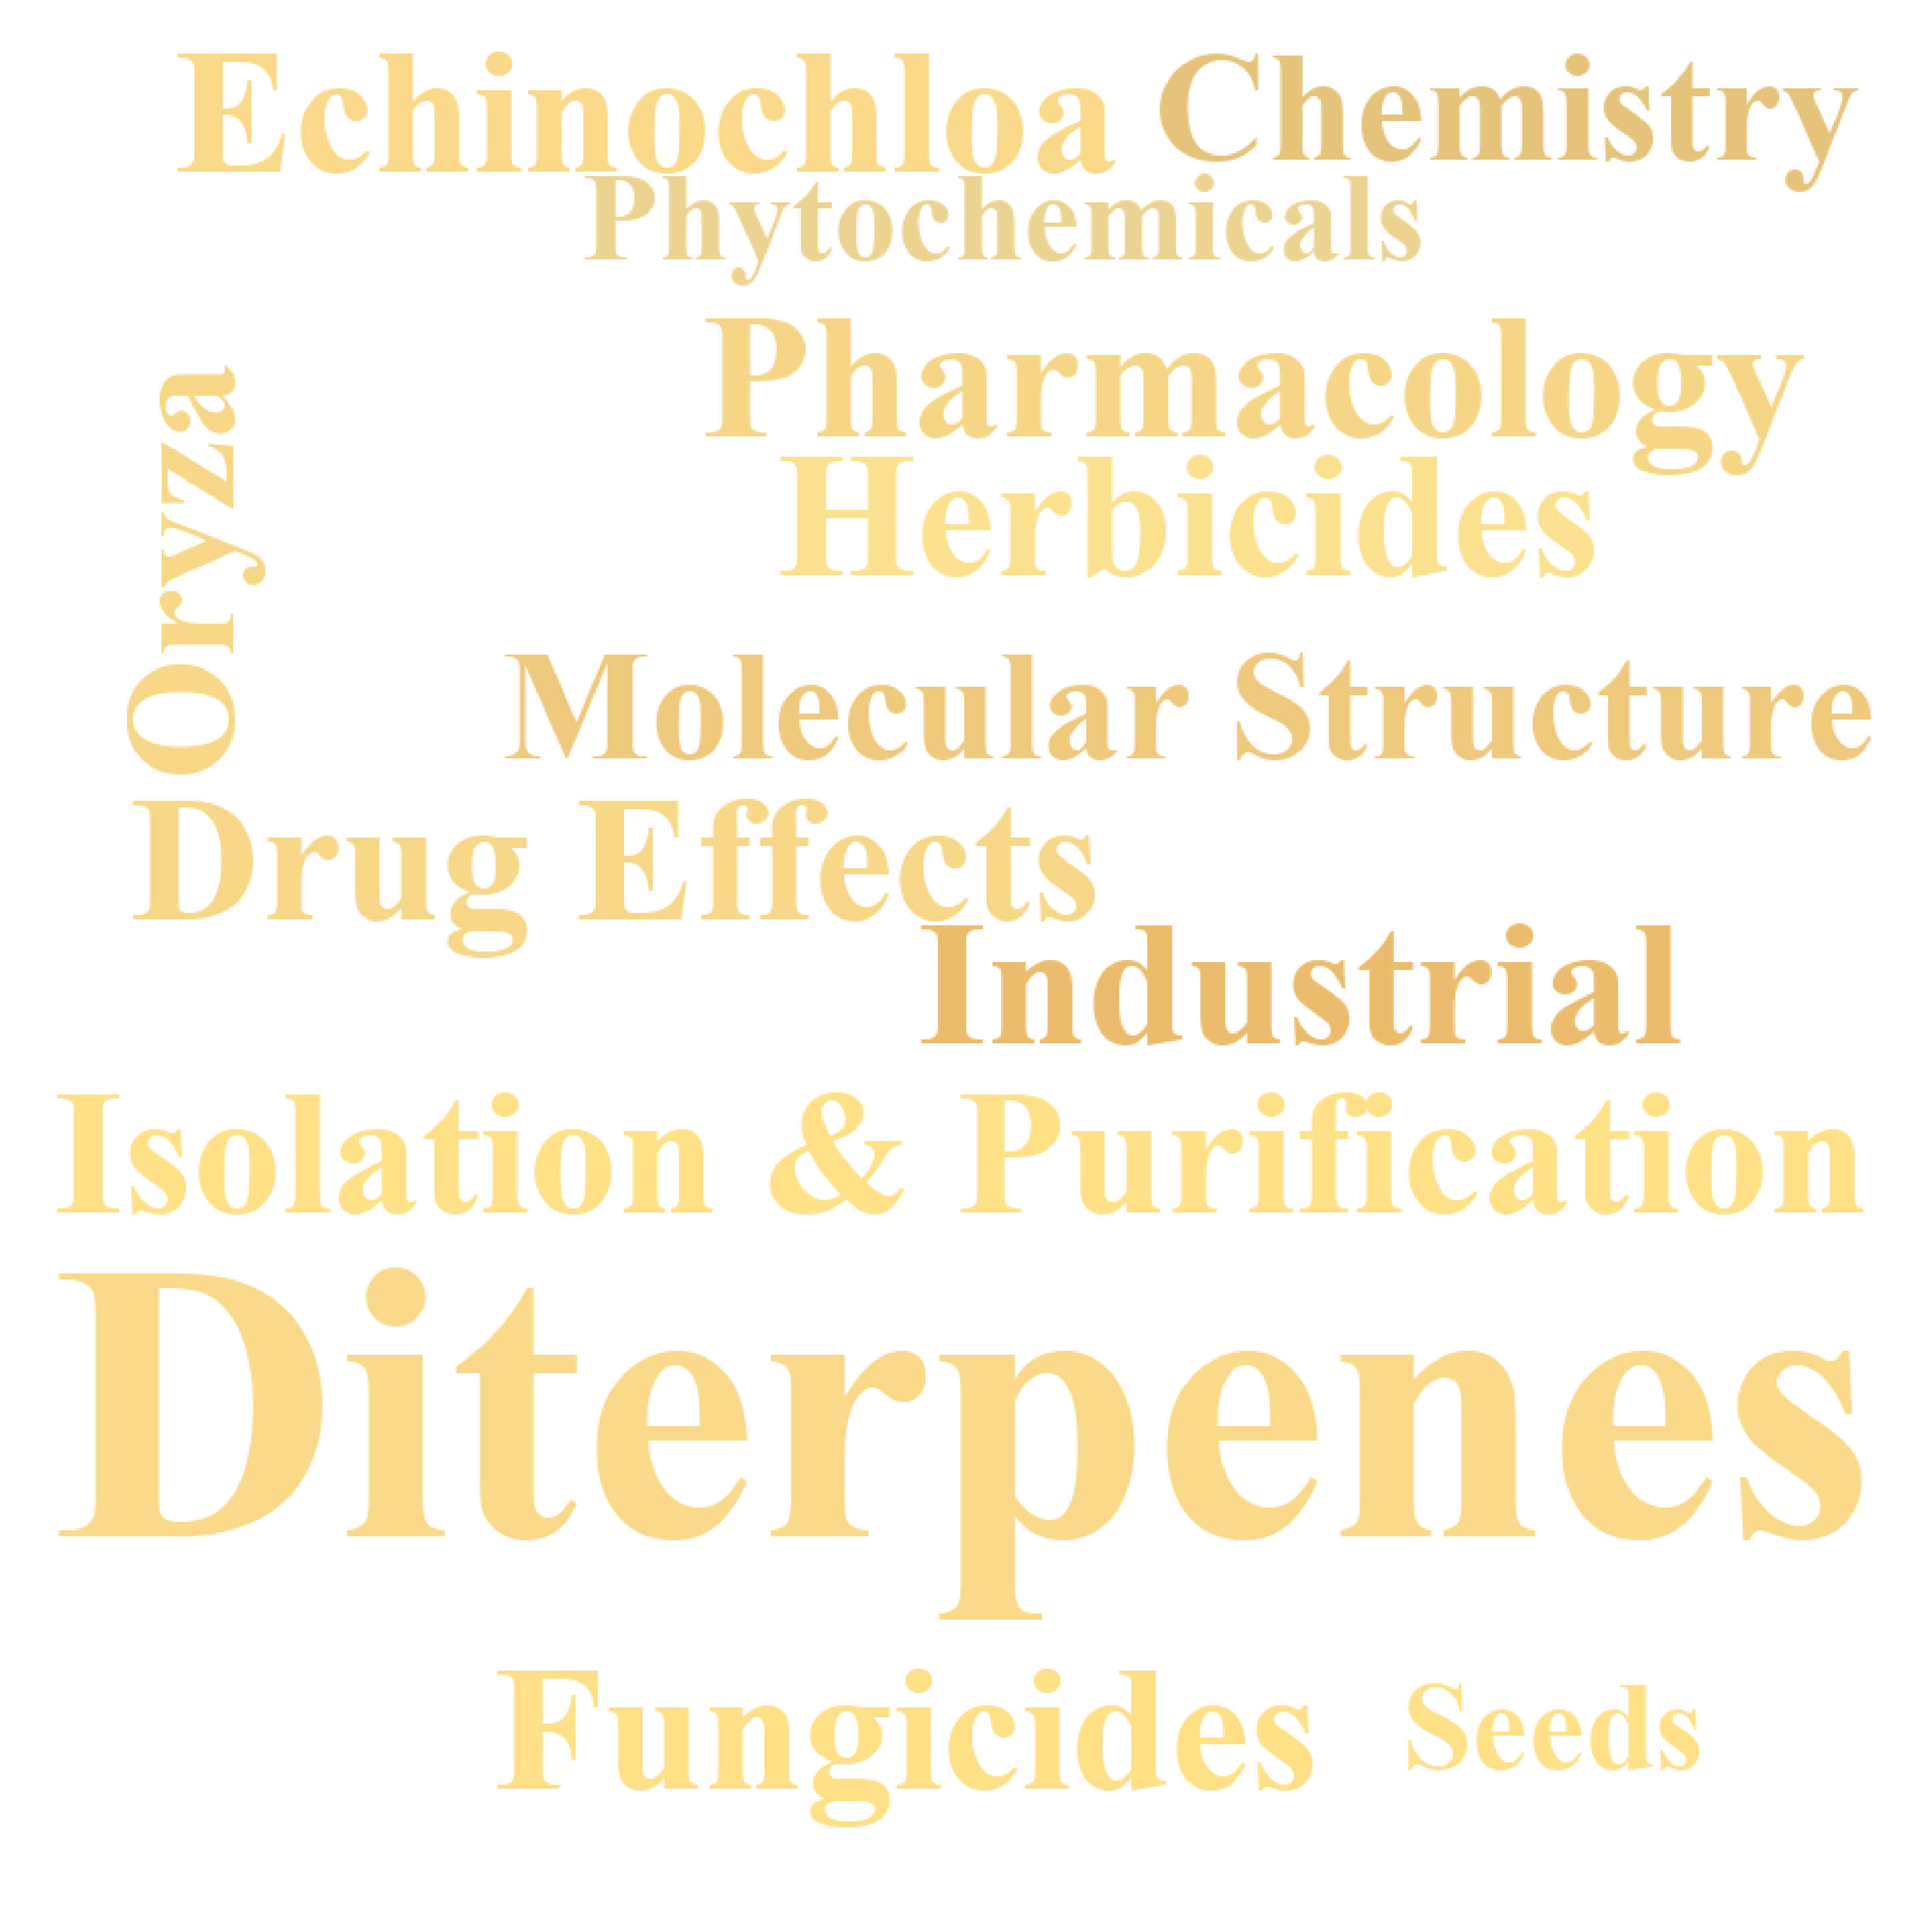 Echinochloa Chemistry
Phytochemicals
Pharmacology
Oryza
Herbicides
Molecular Structure
Drug Effects
Industrial
Isolation & Purification
Diterpenes
Fungicides Seeds